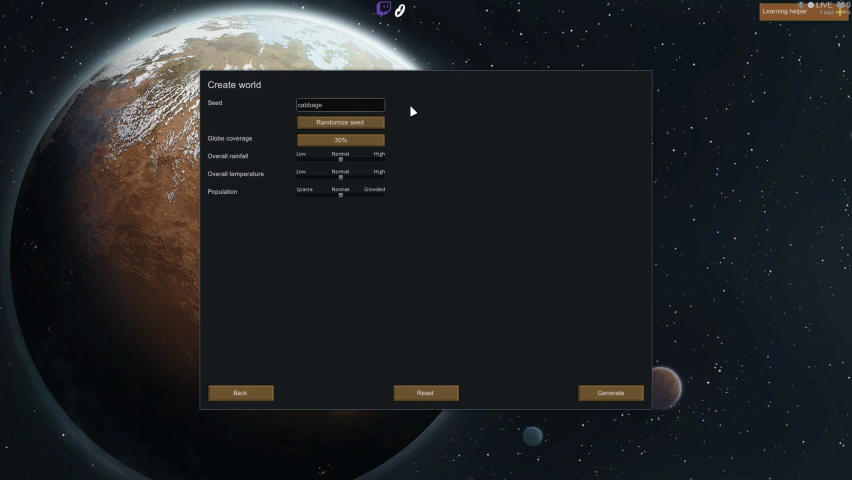 Learning helper
LIVE
Create world
Seed
cabbage
Randomize seed
Globe coverage
30%
Overall rainfall
Low Normal High
Overall temperature
Low Normal High
Population
Sparse Normal Crowded
Back
Reset
Generate